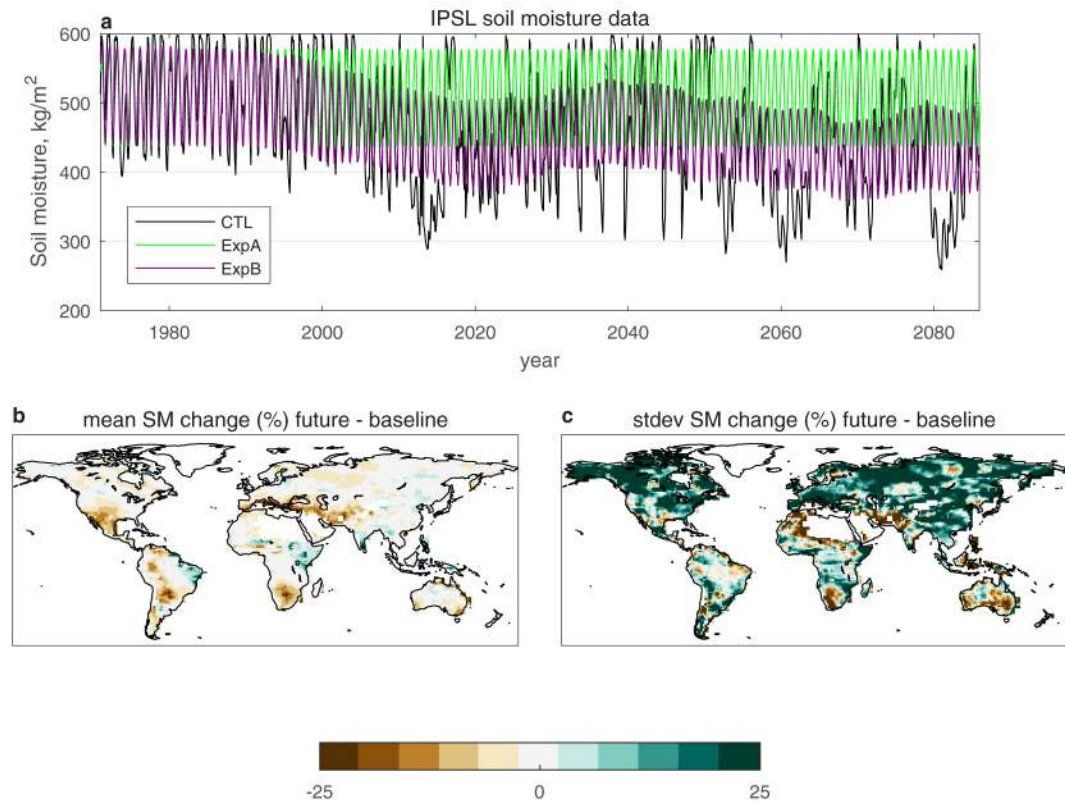 a
IPSL soil moisture data
Soil moisture, kg/m²
600
500
400
300
200
CTL
ExpA
ExpB
1980
2000
2020
2040
2060
2080
year
b
mean SM change (%) future - baseline
c
stdev SM change (%) future - baseline
-25
0
25